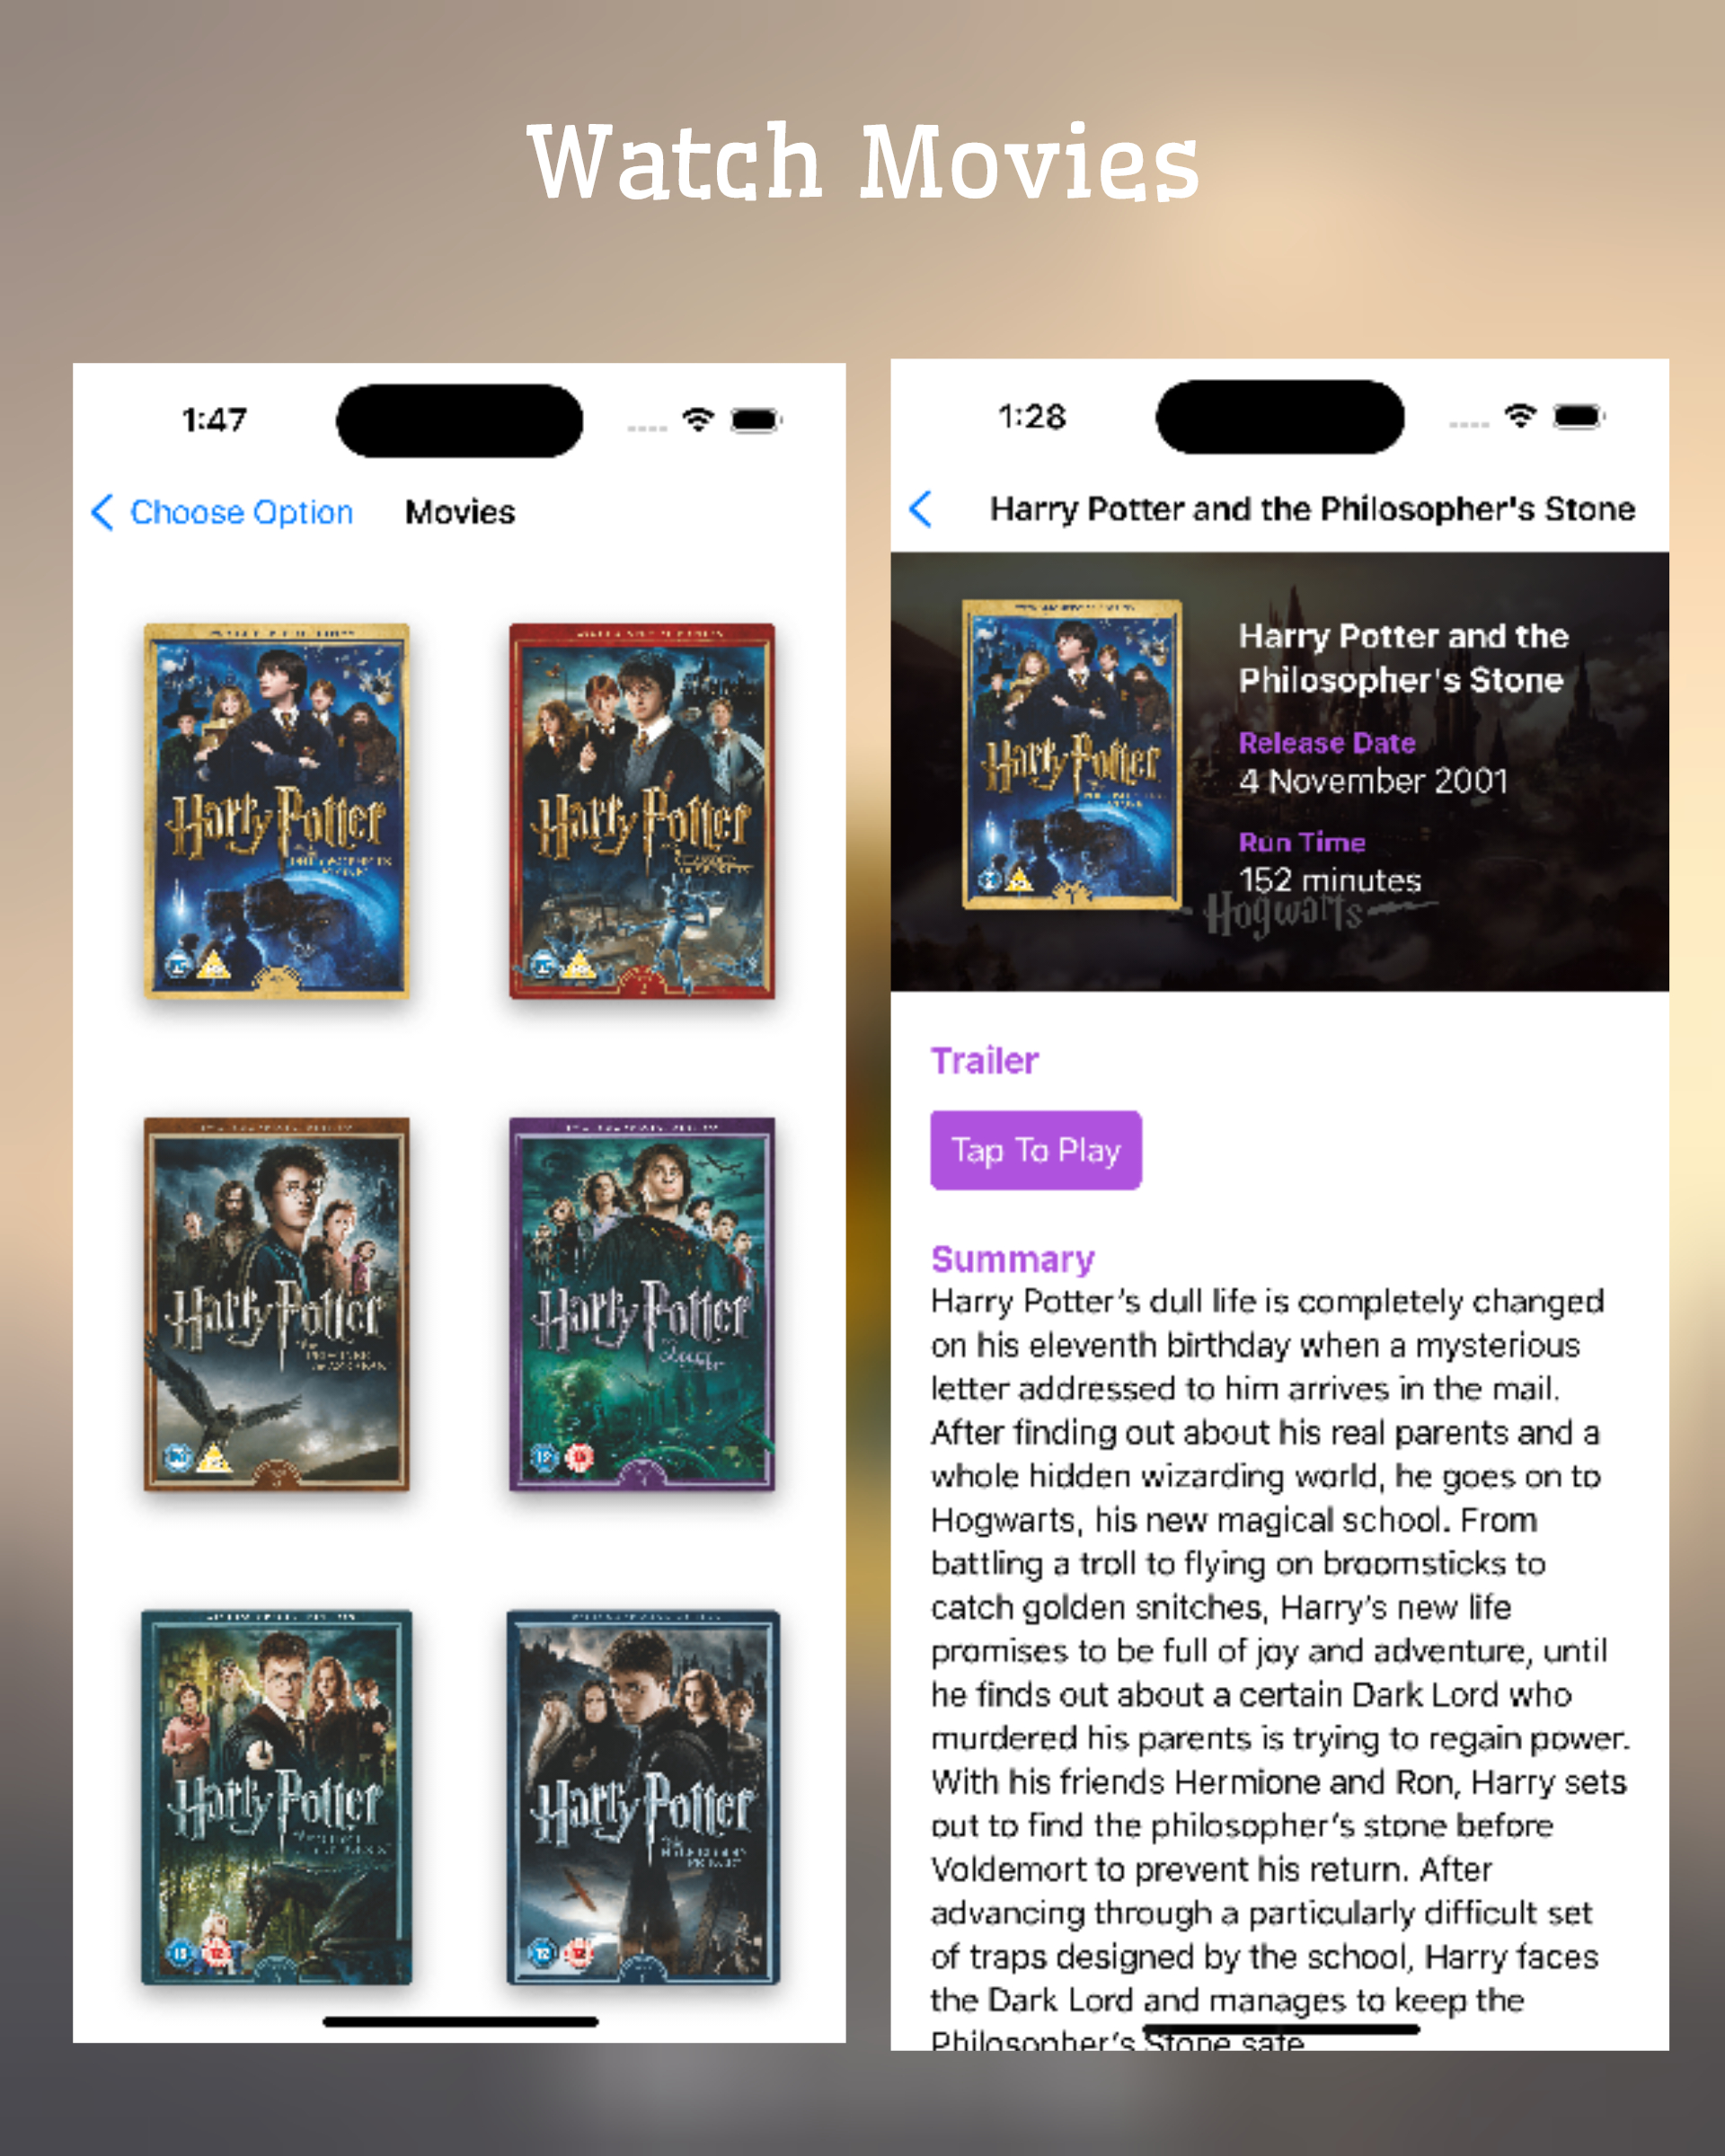 Watch Movies
1:47
Choose Option
Movies
Harry Potter
Harry Potter
Harry Potter
Harry Potter
Harry Potter
Harry Potter
1:28
Harry Potter and the Philosopher's Stone
Harry Potter
Harry Potter and the
Philosopher's Stone
Release Date
4 November 2001
Run Time
152 minutes
Hogwarts
Trailer
Tap To Play
Summary
Harry Potter's dull life is completely changed
on his eleventh birthday when a mysterious
letter addressed to him arrives in the mail.
After finding out about his real parents and a
whole hidden wizarding world, he goes on to
Hogwarts, his new magical school. From
battling a troll to flying on broomsticks to
catch golden snitches, Harry's new life
promises to be full of joy and adventure, until
he finds out about a certain Dark Lord who
murdered his parents is trying to regain power.
With his friends Hermione and Ron, Harry sets
out to find the philosopher's stone before
Voldemort to prevent his return. After
advancing through a particularly difficult set
of traps designed by the school, Harry faces
the Dark Lord and manages to keep the
Philosopher's Stone safe